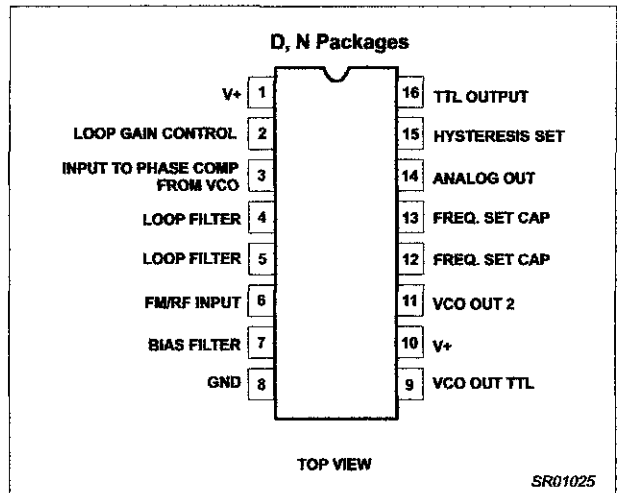 D, N Packages
V+ 1
LOOP GAIN CONTROL 2
INPUT TO PHASE COMP
FROM VCO 3
LOOP FILTER 4
LOOP FILTER 5
FM/RF INPUT 6
BIAS FILTER 7
GND 8
16 TTL OUTPUT
15 HYSTERESIS SET
14 ANALOG OUT
13 FREQ. SET CAP
12 FREQ. SET CAP
11 VCO OUT 2
10 V+
9 VCO OUT TTL
TOP VIEW
SR01025